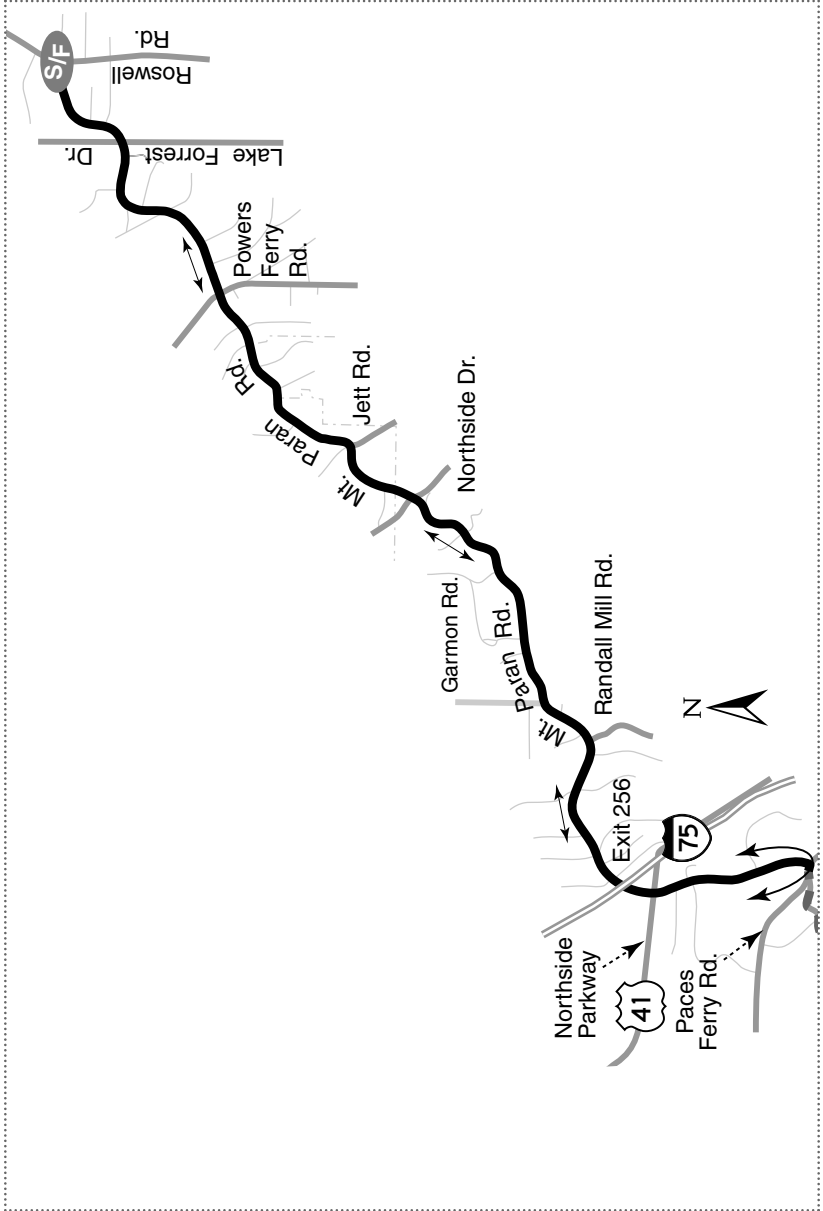 S/F
Roswell
Rd.
Lake Forrest Dr.
Powers
Ferry
Rd.
Mt. Paran Rd.
Jett Rd.
Northside Dr.
Garmon Rd.
Mt. Paran Rd.
Randall Mill Rd.
N
Exit 256
75
Northside
Parkway
41
Paces
Ferry Rd.